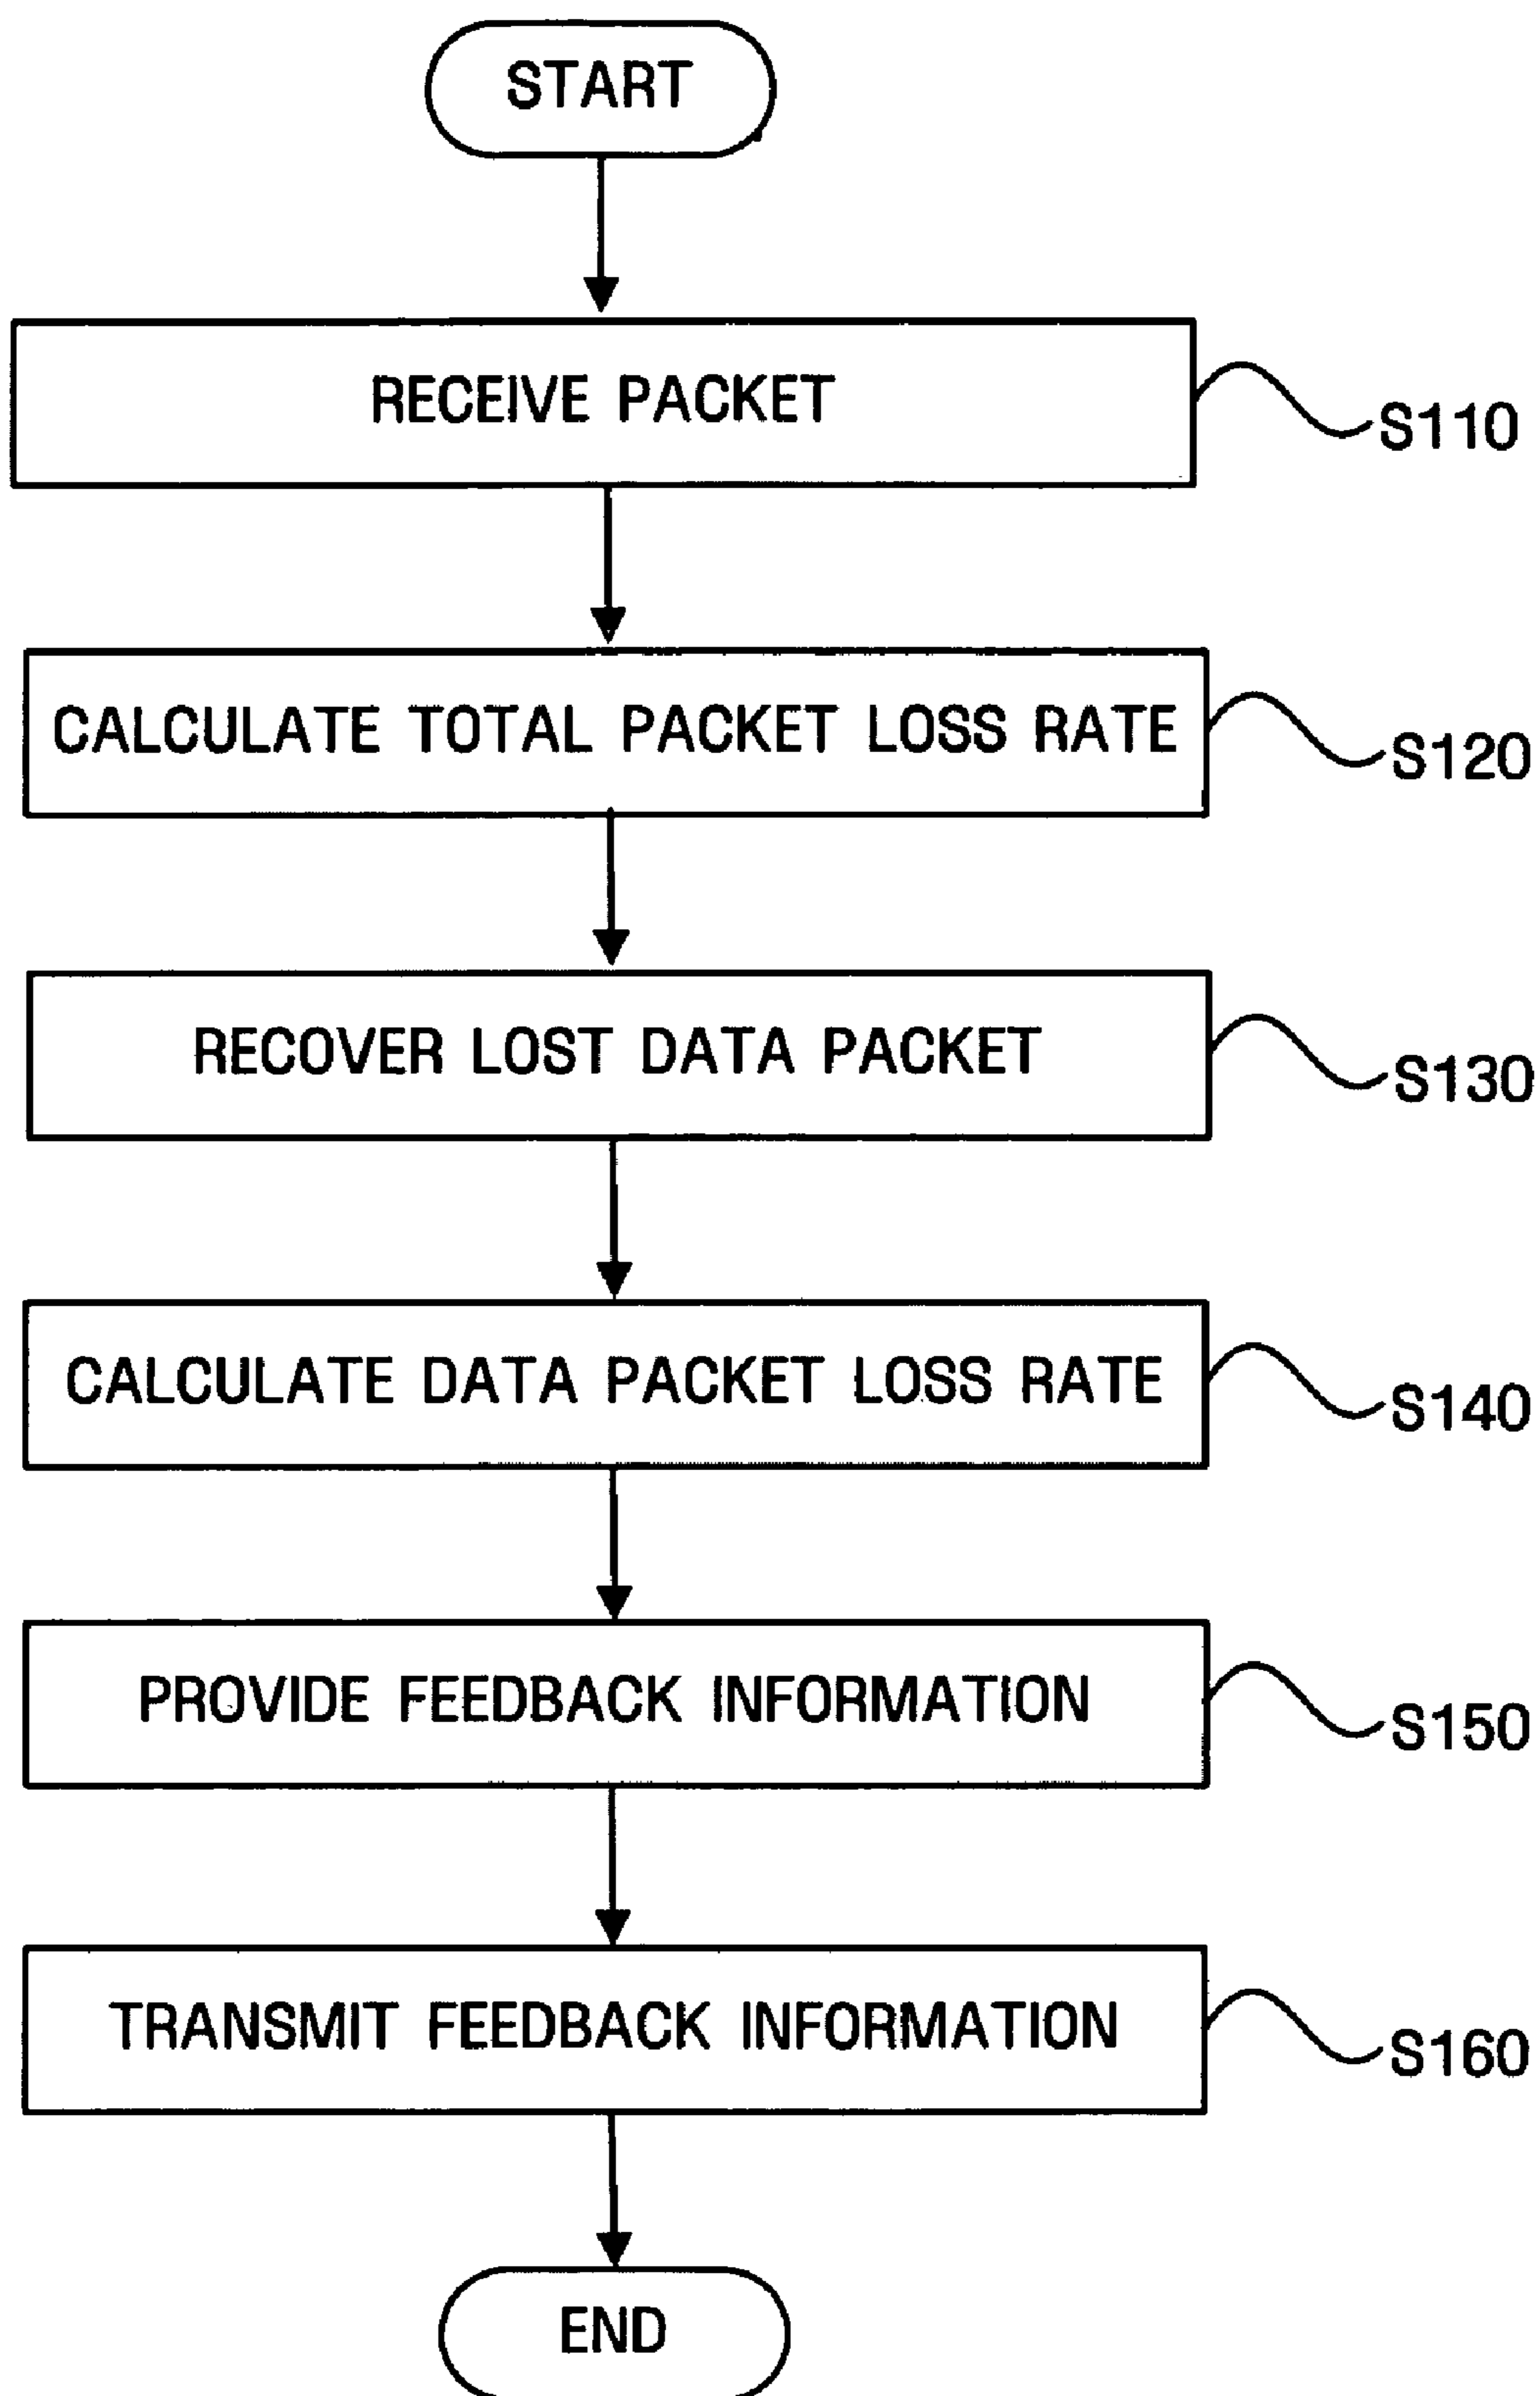 START
RECEIVE PACKET
S110
CALCULATE TOTAL PACKET LOSS RATE
S120
RECOVER LOST DATA PACKET
S130
CALCULATE DATA PACKET LOSS RATE
S140
PROVIDE FEEDBACK INFORMATION
S150
TRANSMIT FEEDBACK INFORMATION
S160
END